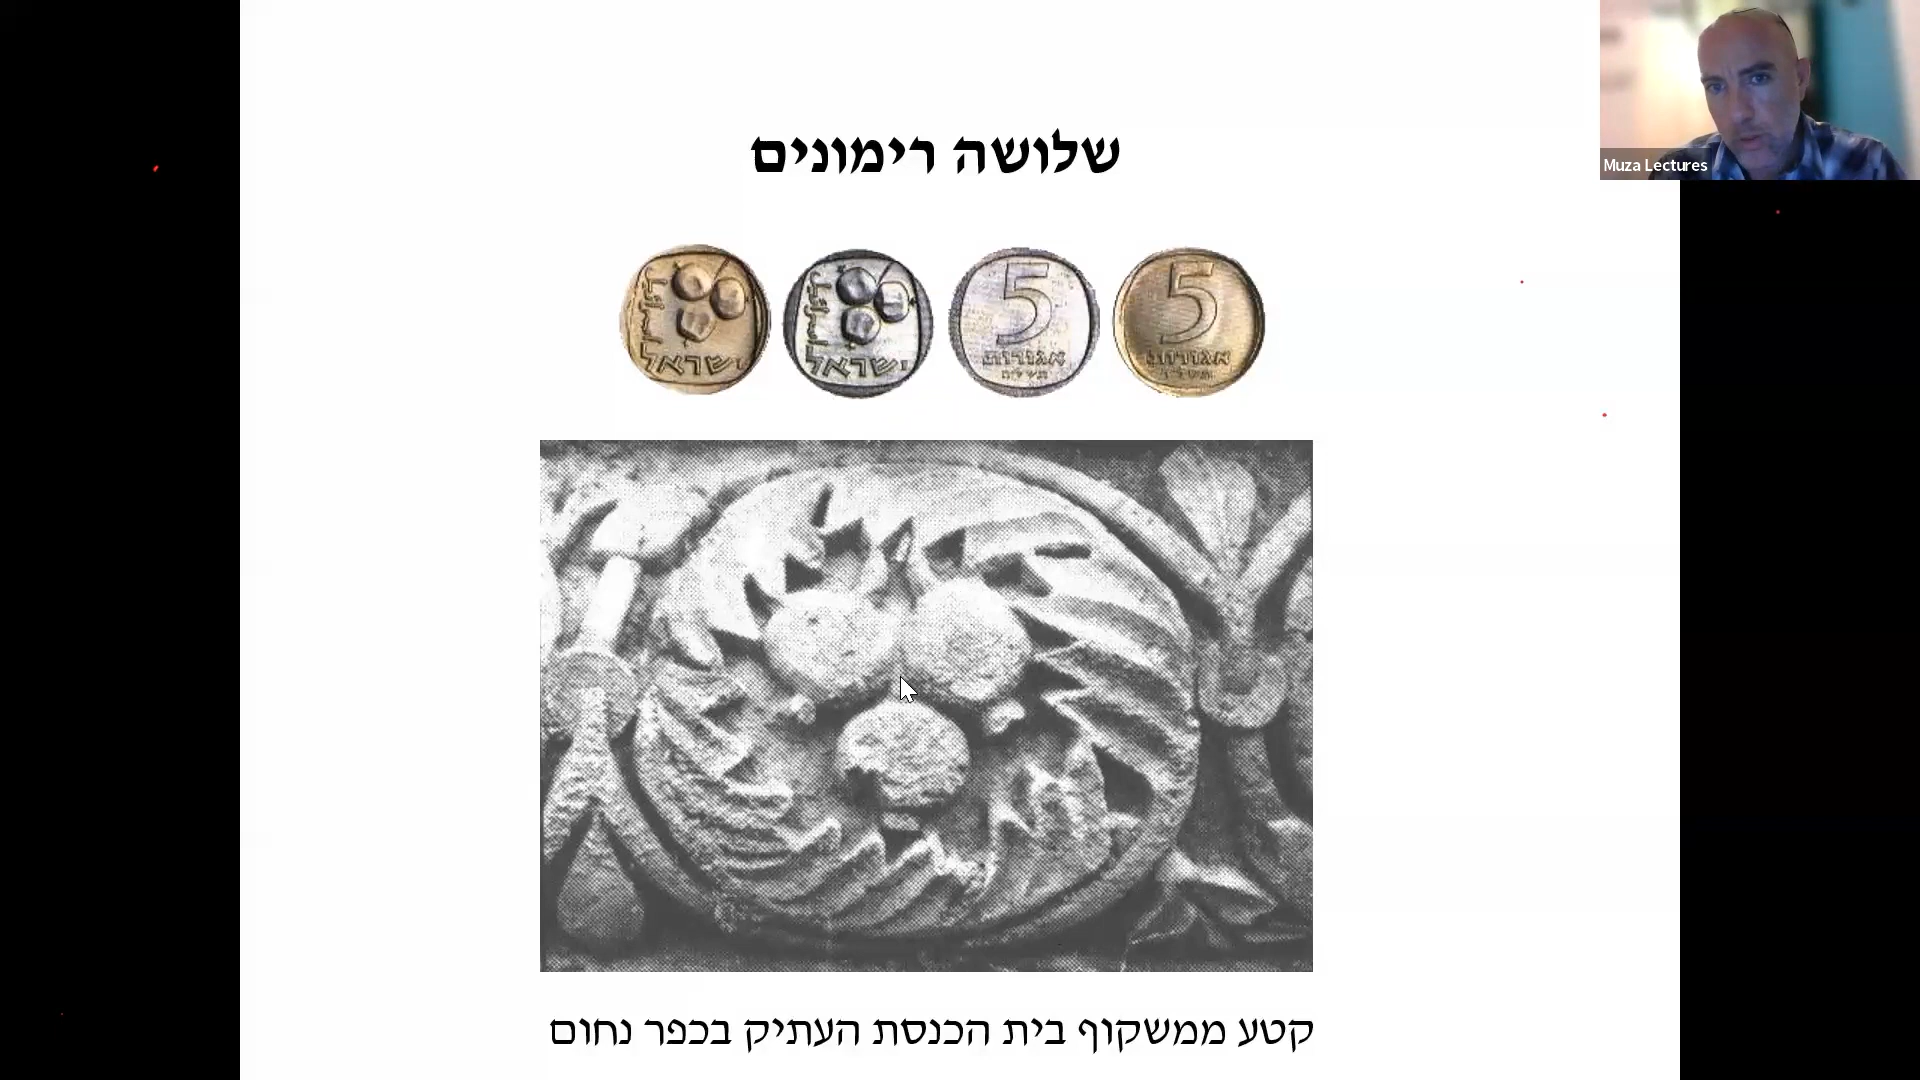 שלושה רימונים
ישראל
ישראל
5
אגורות
5
אגורות
Muza Lectures
קטע ממשקוף בית הכנסת העתיק בכפר נחום